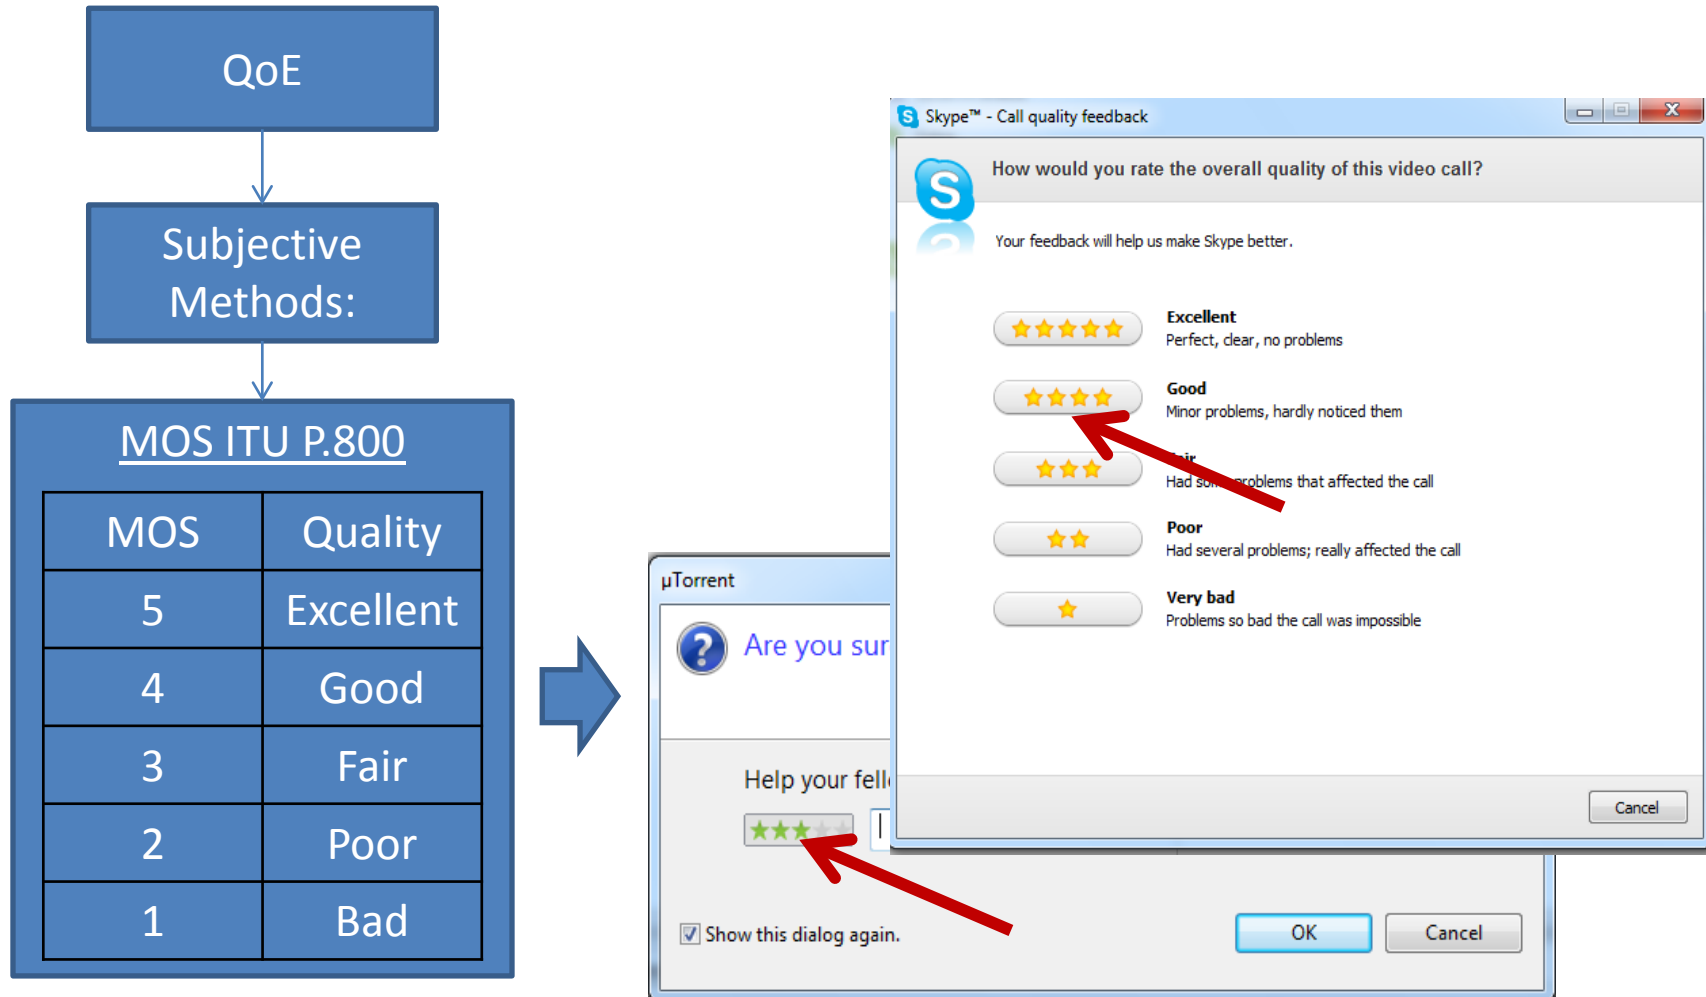 QoE
Subjective
Methods:
MOS ITU P.800
MOS Quality
5 Excellent
4 Good
3 Fair
2 Poor
1 Bad
Skype™ - Call quality feedback
How would you rate the overall quality of this video call?
Your feedback will help us make Skype better.
Excellent
Perfect, clear, no problems
Good
Minor problems, hardly noticed them
Fair
Had some problems that affected the call
Poor
Had several problems; really affected the call
Very bad
Problems so bad the call was impossible
Cancel
µTorrent
Are you sur
Help your fell
Show this dialog again.
OK
Cancel